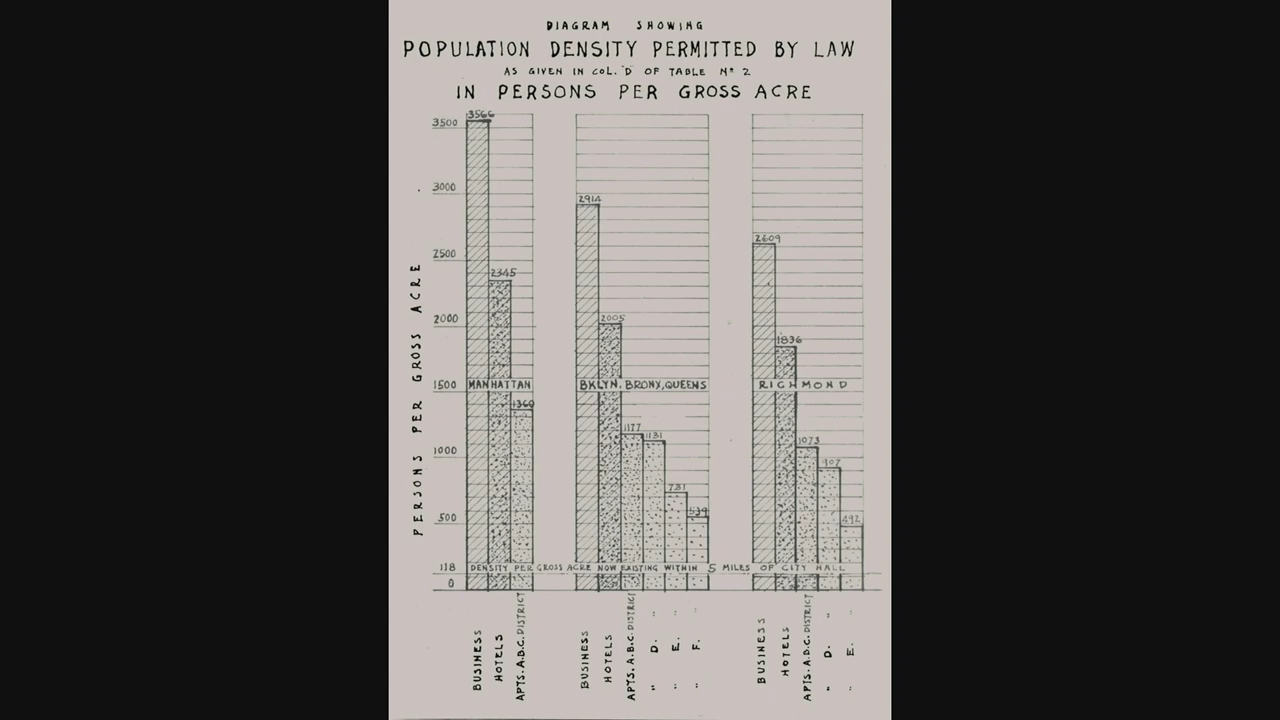 DIAGRAM SHOWING
POPULATION DENSITY PERMITTED BY LAW
AS GIVEN IN COL. "D" OF TABLE Nº 2
IN PERSONS PER GROSS ACRE
PERSONS PER GROSS ACRE
3500
3000
2500
2000
1500
1000
500
118
0
3566
2345
1360
MANHATTAN
2914
2005
1177
1131
731
539
BKLYN, BRONX, QUEENS
2609
1836
1073
907
492
RICHMOND
DENSITY PER GROSS ACRE NOW EXISTING WITHIN 5 MILES OF CITY HALL
BUSINESS
HOTELS
APTS. A.B.C. DISTRICT
BUSINESS
HOTELS
APTS. A.B.C. DISTRICT
" D. "
" E. "
" F. "
BUSINESS
HOTELS
APTS. A.B.C. DISTRICT
" D. "
" E. "